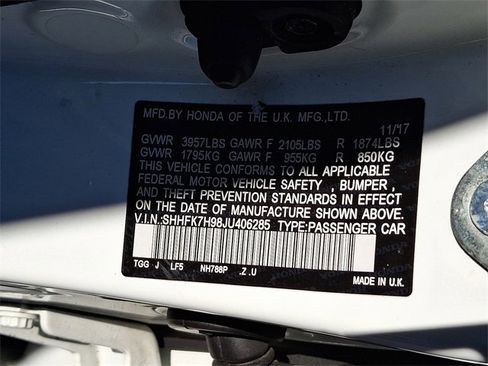 MFD.BY HONDA OF THE U.K. MFG.,LTD.
11/17
GVWR 3957LBS GAWR F 2105LBS R 1874LBS
GVWR 1795KG GAWR F 955KG R 850KG
THIS VEHICLE CONFORMS TO ALL APPLICABLE
FEDERAL MOTOR VEHICLE SAFETY , BUMPER ,
AND THEFT PREVENTION STANDARDS IN EFFECT
ON THE DATE OF MANUFACTURE SHOWN ABOVE.
V.I.N.:SHHFK7H98JU406285 TYPE:PASSENGER CAR
TGG J LF5 NH788P .Z.U
MADE IN U.K.